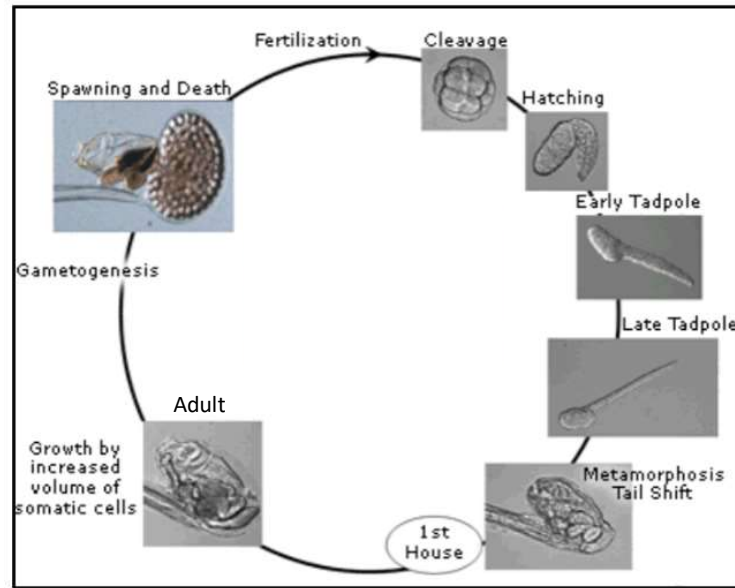 Fertilization
Cleavage
Spawning and Death
Hatching
Early Tadpole
Gametogenesis
Late Tadpole
Adult
Growth by
increased
volume of
somatic cells
Metamorphosis
Tail Shift
1st
House